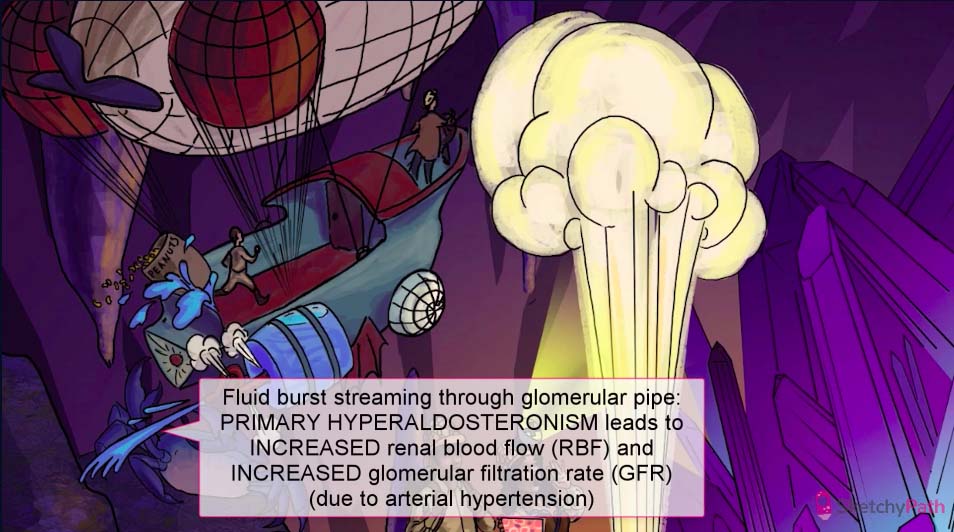 PEANUTS
Fluid burst streaming through glomerular pipe:
PRIMARY HYPERALDOSTERONISM leads to
INCREASED renal blood flow (RBF) and
INCREASED glomerular filtration rate (GFR)
(due to arterial hypertension)
SketchyPath